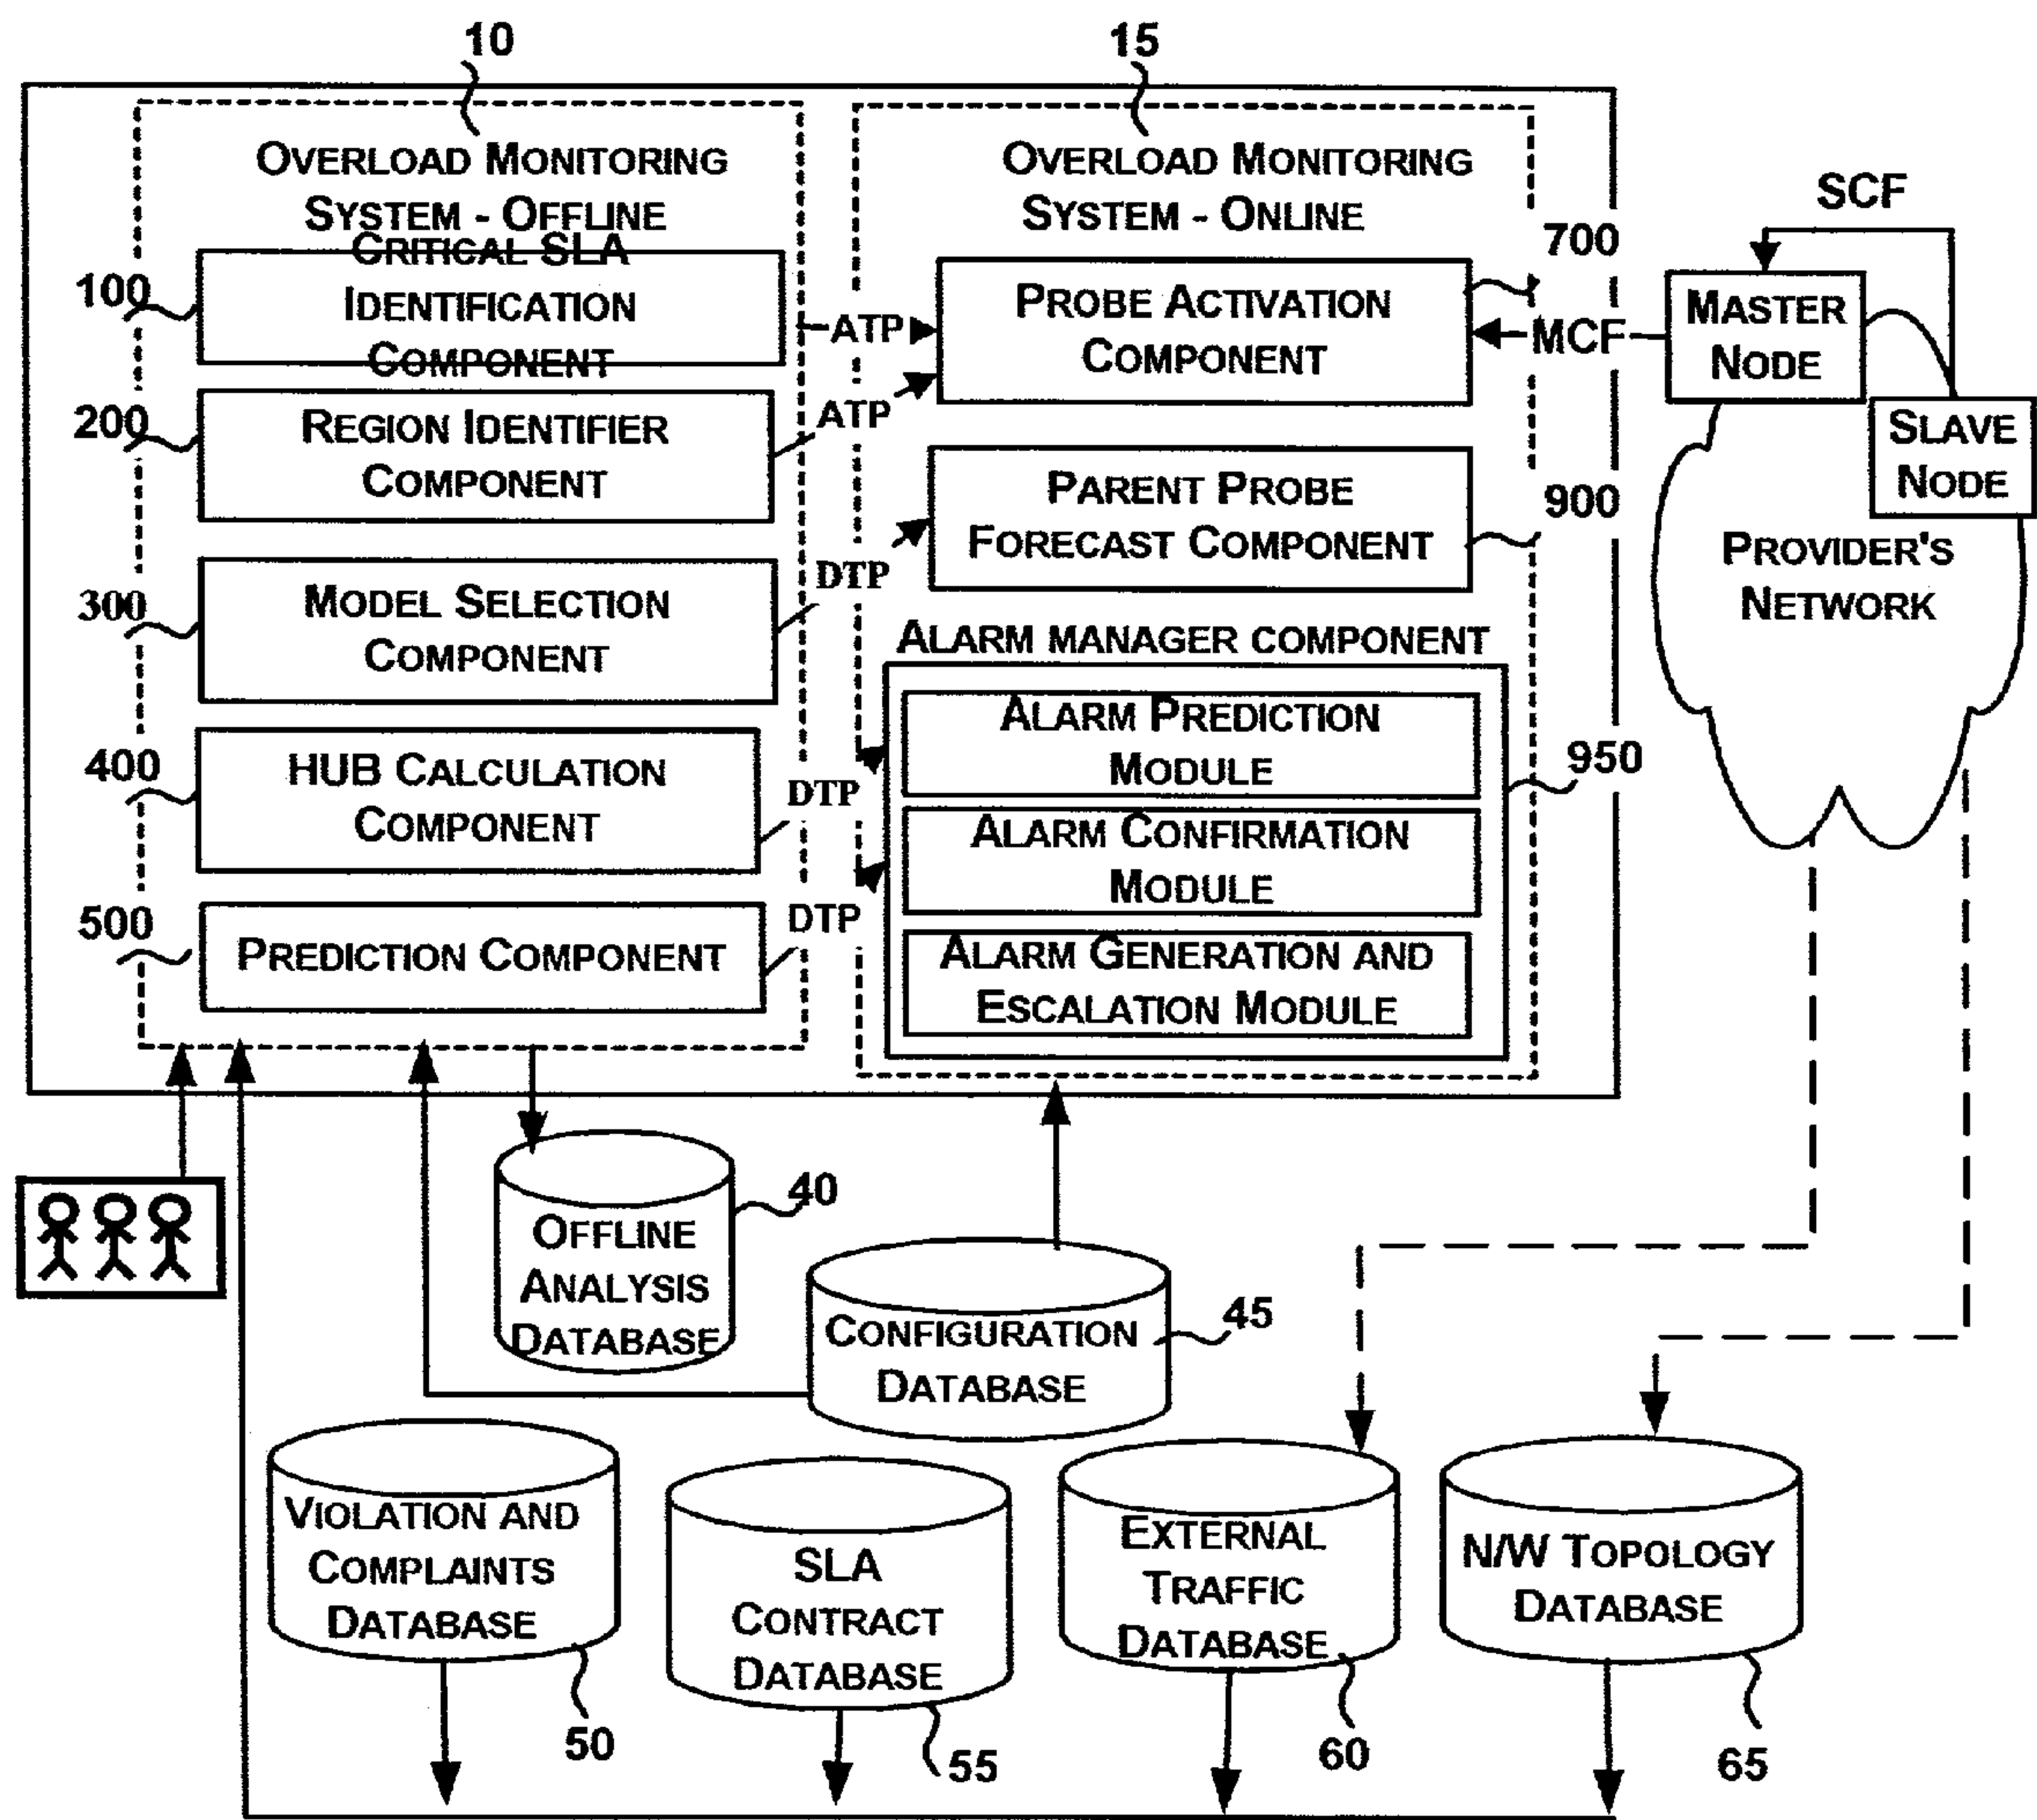 10
15
OVERLOAD MONITORING
SYSTEM - OFFLINE
CRITICAL SLA
IDENTIFICATION
COMPONENT
100
REGION IDENTIFIER
COMPONENT
200
MODEL SELECTION
COMPONENT
300
HUB CALCULATION
COMPONENT
400
PREDICTION COMPONENT
500
ATP
ATP
DTP
DTP
DTP
OVERLOAD MONITORING
SYSTEM - ONLINE
PROBE ACTIVATION
COMPONENT
700
PARENT PROBE
FORECAST COMPONENT
900
ALARM MANAGER COMPONENT
ALARM PREDICTION
MODULE
ALARM CONFIRMATION
MODULE
ALARM GENERATION AND
ESCALATION MODULE
950
SCF
MCF
MASTER
NODE
SLAVE
NODE
PROVIDER'S
NETWORK
OFFLINE
ANALYSIS
DATABASE
40
CONFIGURATION
DATABASE
45
VIOLATION AND
COMPLAINTS
DATABASE
50
SLA
CONTRACT
DATABASE
55
EXTERNAL
TRAFFIC
DATABASE
60
N/W TOPOLOGY
DATABASE
65